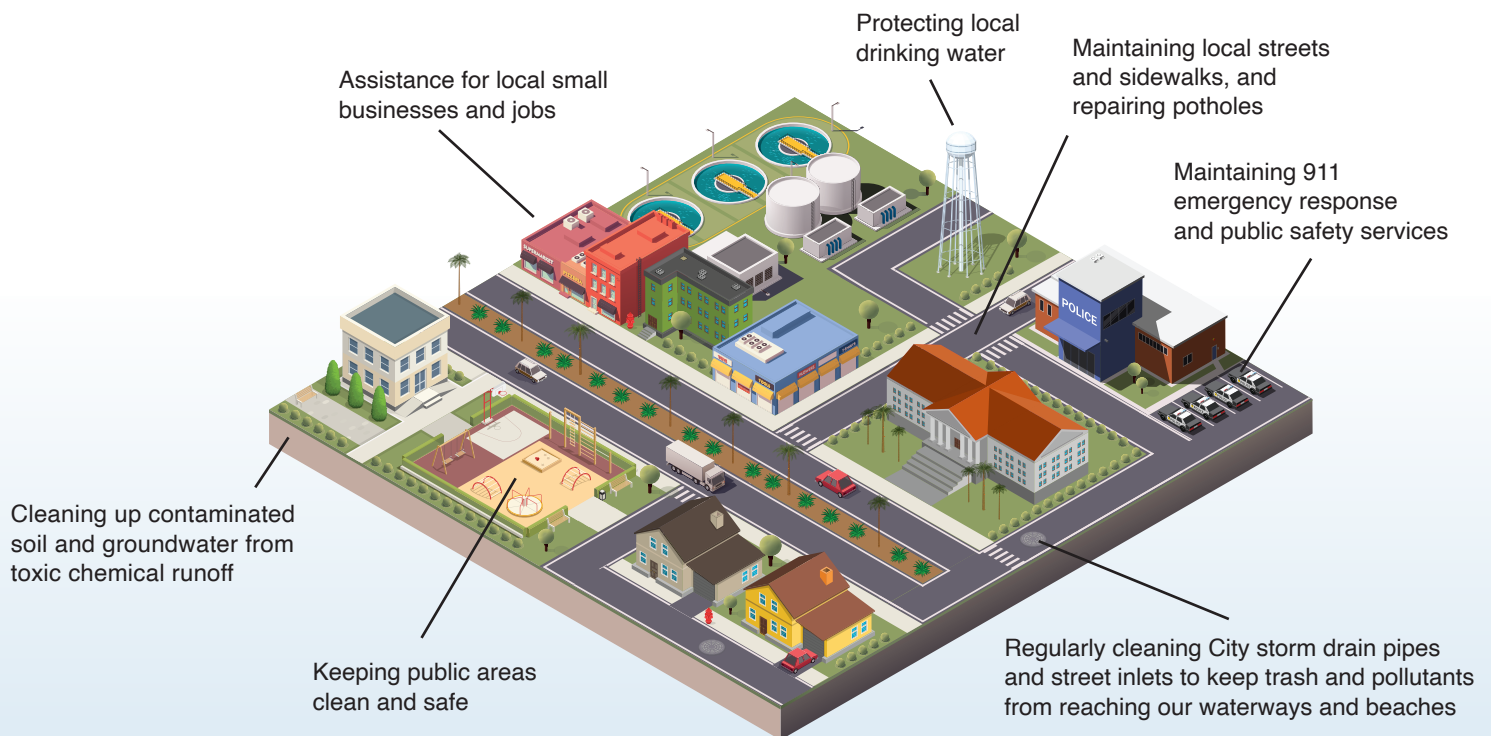 Protecting local
drinking water
Maintaining local streets
and sidewalks, and
repairing potholes
Assistance for local small
businesses and jobs
Maintaining 911
emergency response
and public safety services
SUPERMARKET
POLICE
Cleaning up contaminated
soil and groundwater from
toxic chemical runoff
Keeping public areas
clean and safe
Regularly cleaning City storm drain pipes
and street inlets to keep trash and pollutants
from reaching our waterways and beaches